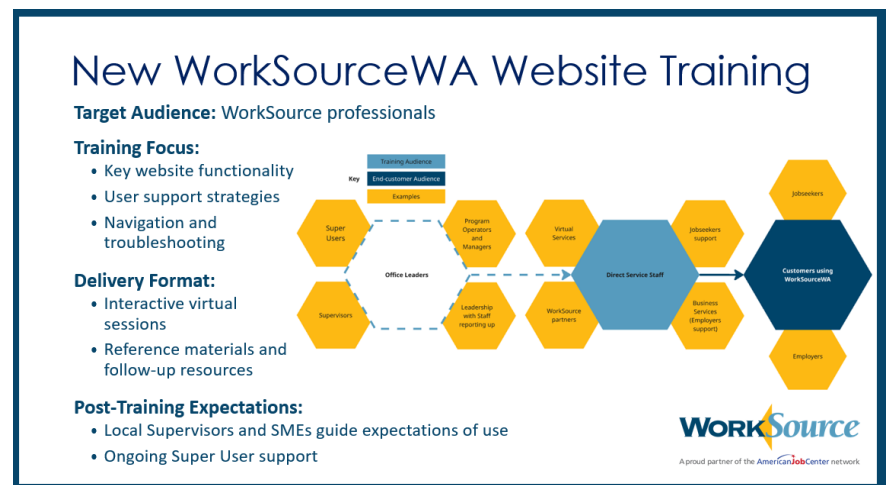 New WorkSourceWA Website Training
Target Audience: WorkSource professionals
Training Focus:
• Key website functionality
• User support strategies
• Navigation and
troubleshooting
Delivery Format:
• Interactive virtual
sessions
• Reference materials and
follow-up resources
Post-Training Expectations:
• Local Supervisors and SMEs guide expectations of use
• Ongoing Super User support
Key
Training Audience
End-customer Audience
Examples
Super
Users
Supervisors
Office Leaders
Program
Operators
and
Managers
Leadership
with Staff
reporting up
Virtual
Services
WorkSource
partners
Direct Service Staff
Jobseekers
support
Business
Services
(Employers
support)
Jobseekers
Customers using
WorkSourceWA
Employers
WorkSource
A proud partner of the AmericanJobCenter network